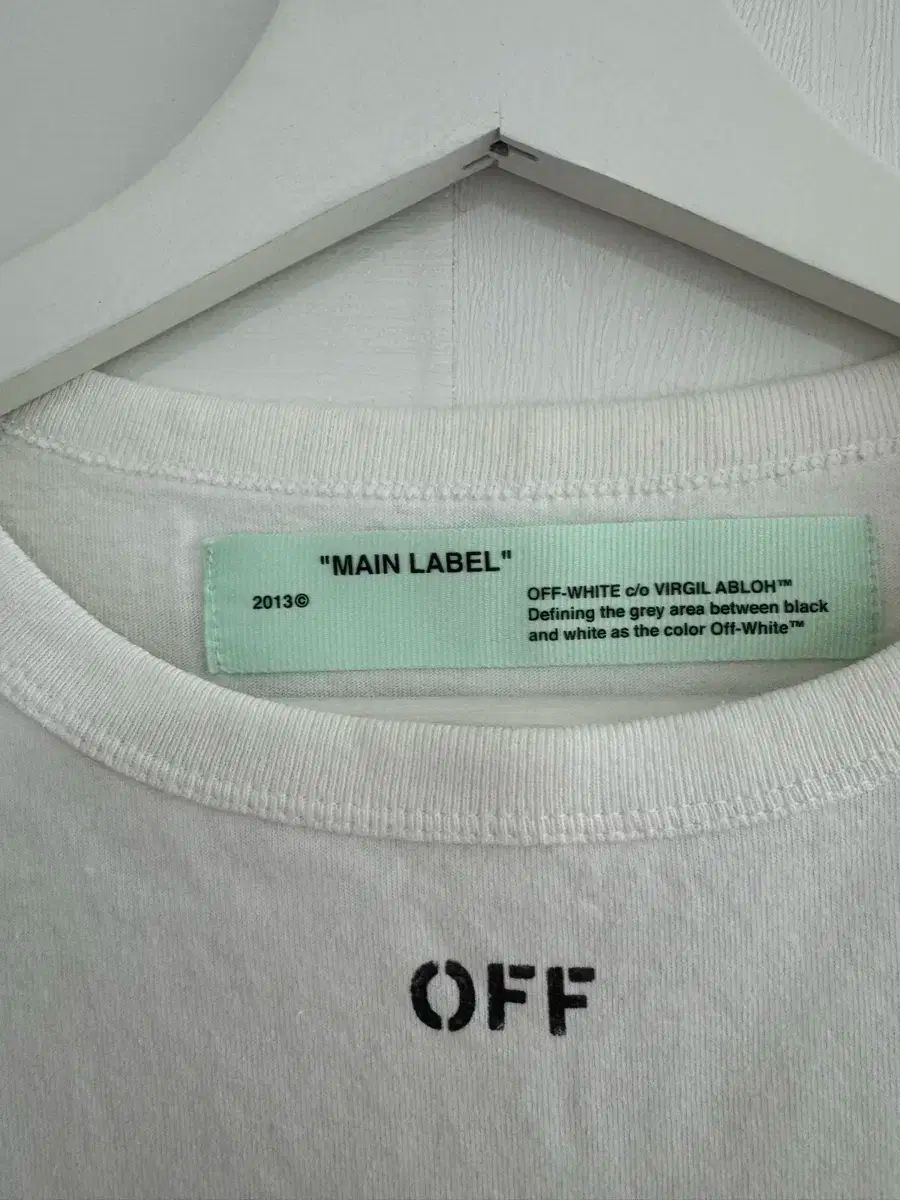 "MAIN LABEL"
2013©
OFF-WHITE c/o VIRGIL ABLOH™
Defining the grey area between black
and white as the color Off-White™
OFF